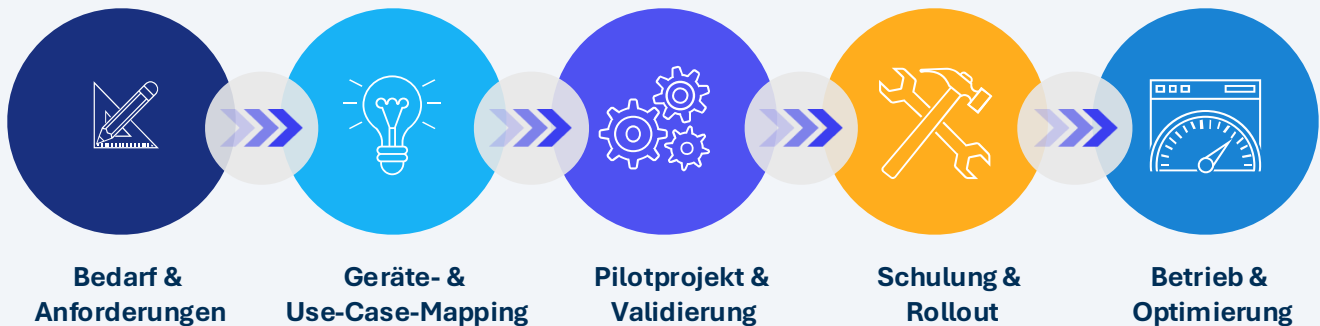 Bedarf &
Anforderungen
Geräte- &
Use-Case-Mapping
Pilotprojekt &
Validierung
Schulung &
Rollout
Betrieb &
Optimierung